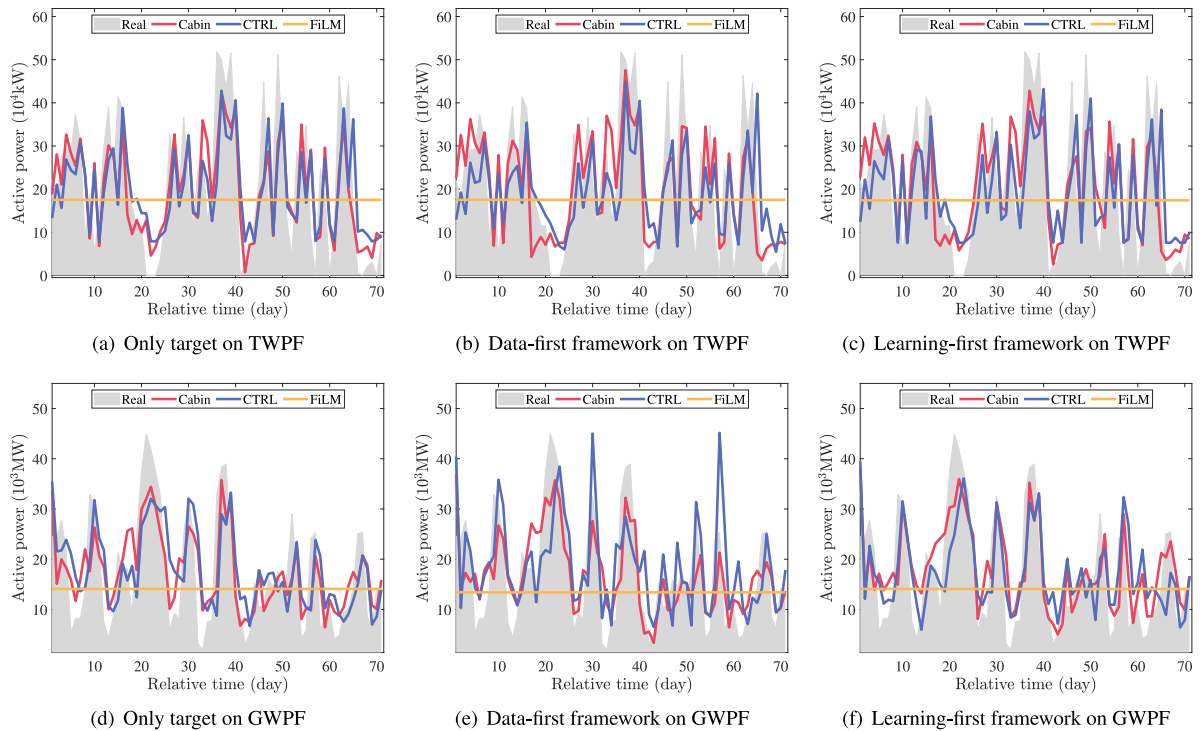 Real Cabin CTRL FiLM
Real Cabin CTRL FiLM
Real Cabin CTRL FiLM
Active power (10⁴kW)
60
50
40
30
20
10
0
10 20 30 40 50 60 70
Relative time (day)
Active power (10⁴kW)
60
50
40
30
20
10
0
10 20 30 40 50 60 70
Relative time (day)
Active power (10⁴kW)
60
50
40
30
20
10
0
10 20 30 40 50 60 70
Relative time (day)
(a) Only target on TWPF
(b) Data-first framework on TWPF
(c) Learning-first framework on TWPF
Real Cabin CTRL FiLM
Real Cabin CTRL FiLM
Real Cabin CTRL FiLM
Active power (10³MW)
50
40
30
20
10
10 20 30 40 50 60 70
Relative time (day)
Active power (10³MW)
50
40
30
20
10
10 20 30 40 50 60 70
Relative time (day)
Active power (10³MW)
50
40
30
20
10
10 20 30 40 50 60 70
Relative time (day)
(d) Only target on GWPF
(e) Data-first framework on GWPF
(f) Learning-first framework on GWPF